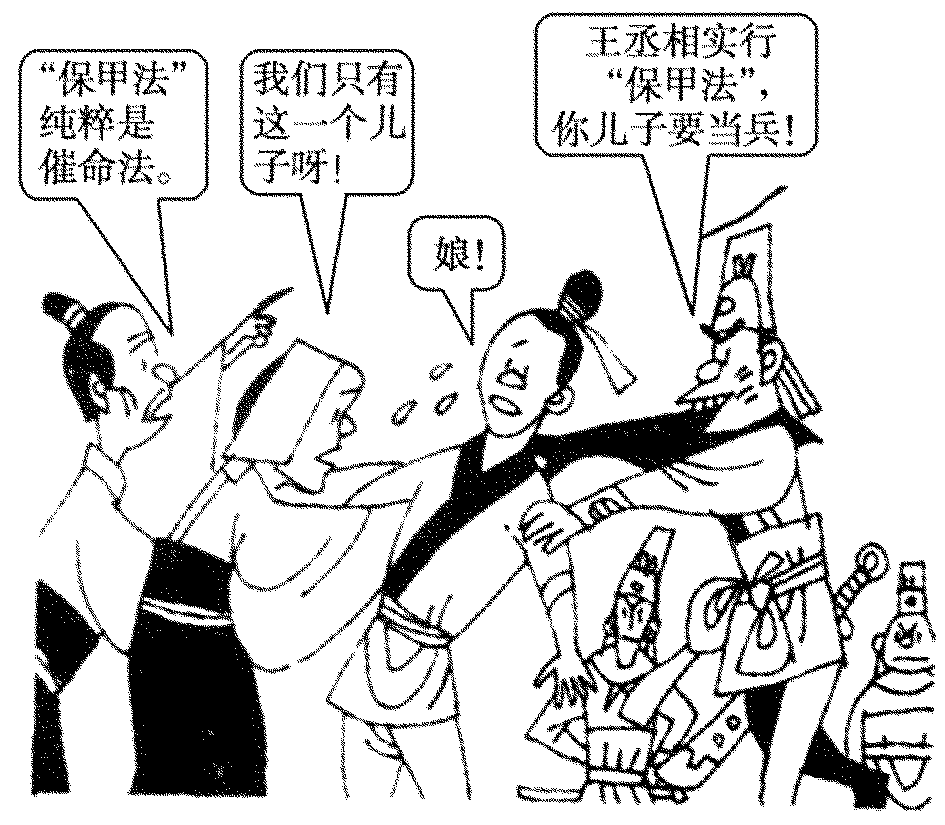 “保甲法”
纯粹是
催命法。
我们只有
这一个儿
子呀!
娘!
王丞相实行
“保甲法”,
你儿子要当兵!